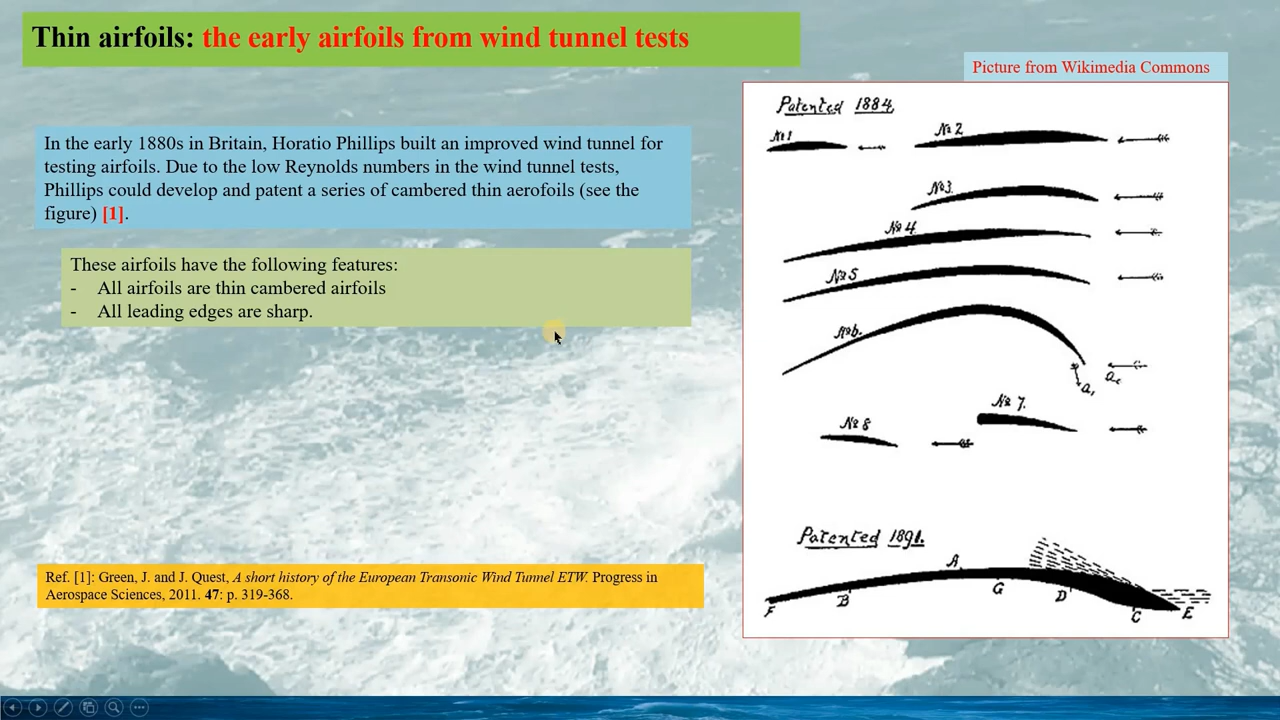 Thin airfoils: the early airfoils from wind tunnel tests
Picture from Wikimedia Commons
In the early 1880s in Britain, Horatio Phillips built an improved wind tunnel for
testing airfoils. Due to the low Reynolds numbers in the wind tunnel tests,
Phillips could develop and patent a series of cambered thin aerofoils (see the
figure) [1].
These airfoils have the following features:
- All airfoils are thin cambered airfoils
- All leading edges are sharp.
Ref. [1]: Green, J. and J. Quest, A short history of the European Transonic Wind Tunnel ETW. Progress in
Aerospace Sciences, 2011. 47: p. 319-368.
Patented 1884.
No 1
No 2
No 3.
No 4.
No 5
No 6.
a,
No 7.
No 8
Patented 1891.
A
F B G D C E